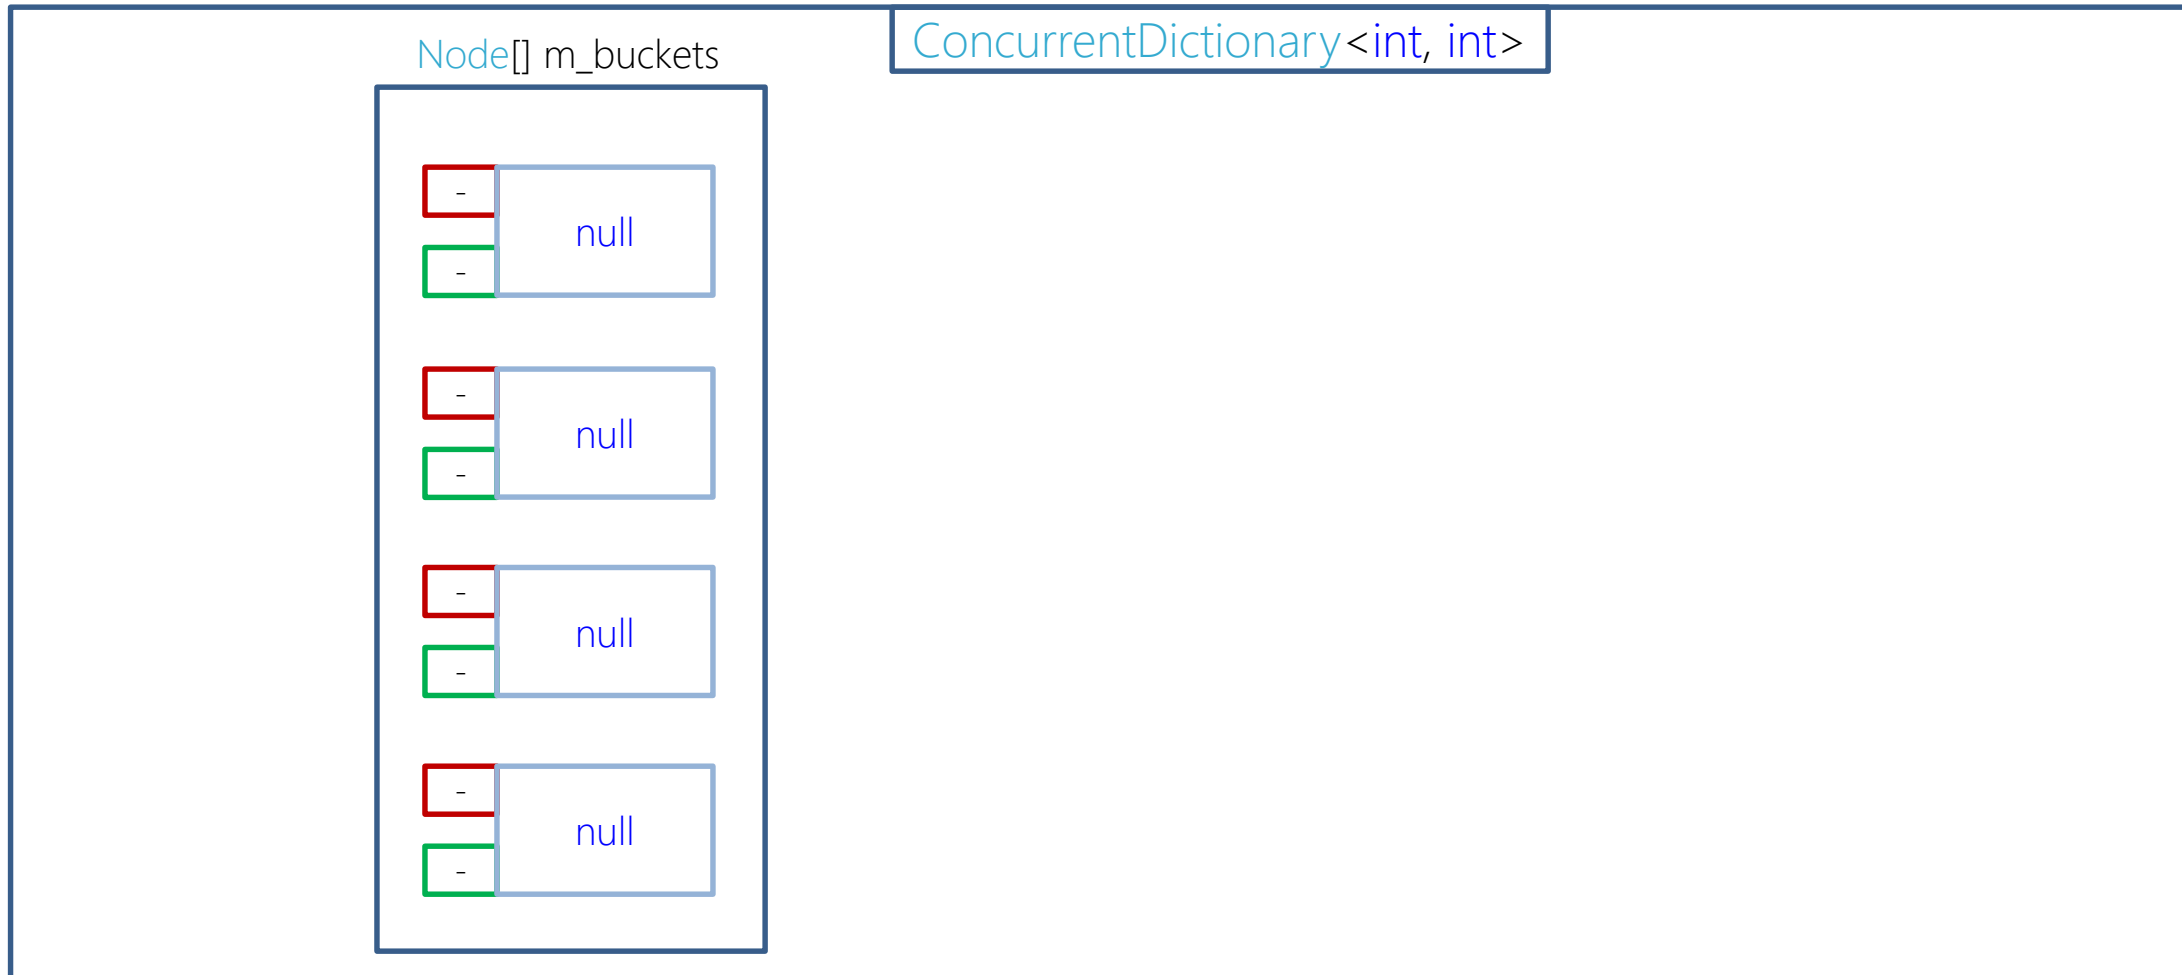 ConcurrentDictionary<int, int>
Node[] m_buckets
-
null
-
-
null
-
-
null
-
-
null
-